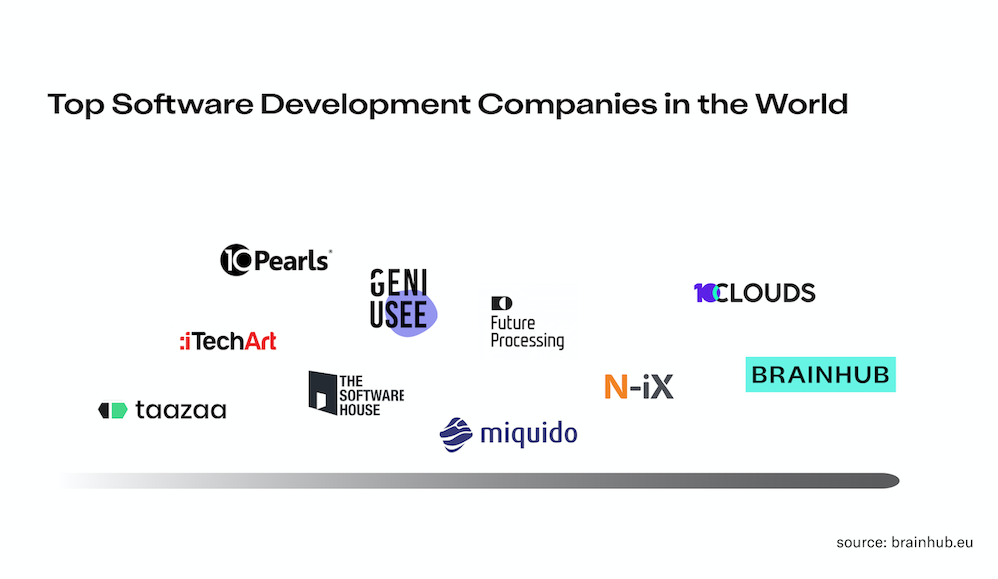 Top Software Development Companies in the World
10Pearls
GENI
USEE
Future
Processing
10CLOUDS
:iTechArt
THE
SOFTWARE
HOUSE
N-iX
BRAINHUB
taazaa
miquido
source: brainhub.eu